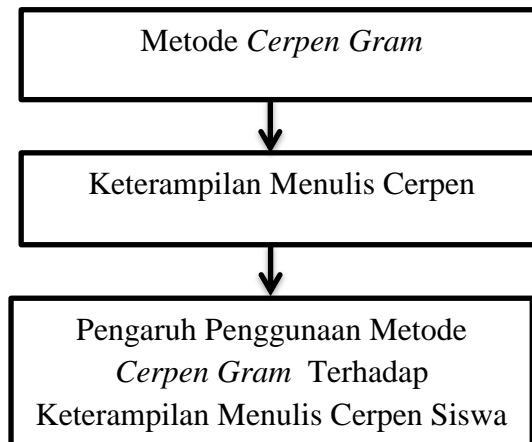 Metode Cerpen Gram
Keterampilan Menulis Cerpen
Pengaruh Penggunaan Metode
Cerpen Gram Terhadap
Keterampilan Menulis Cerpen Siswa